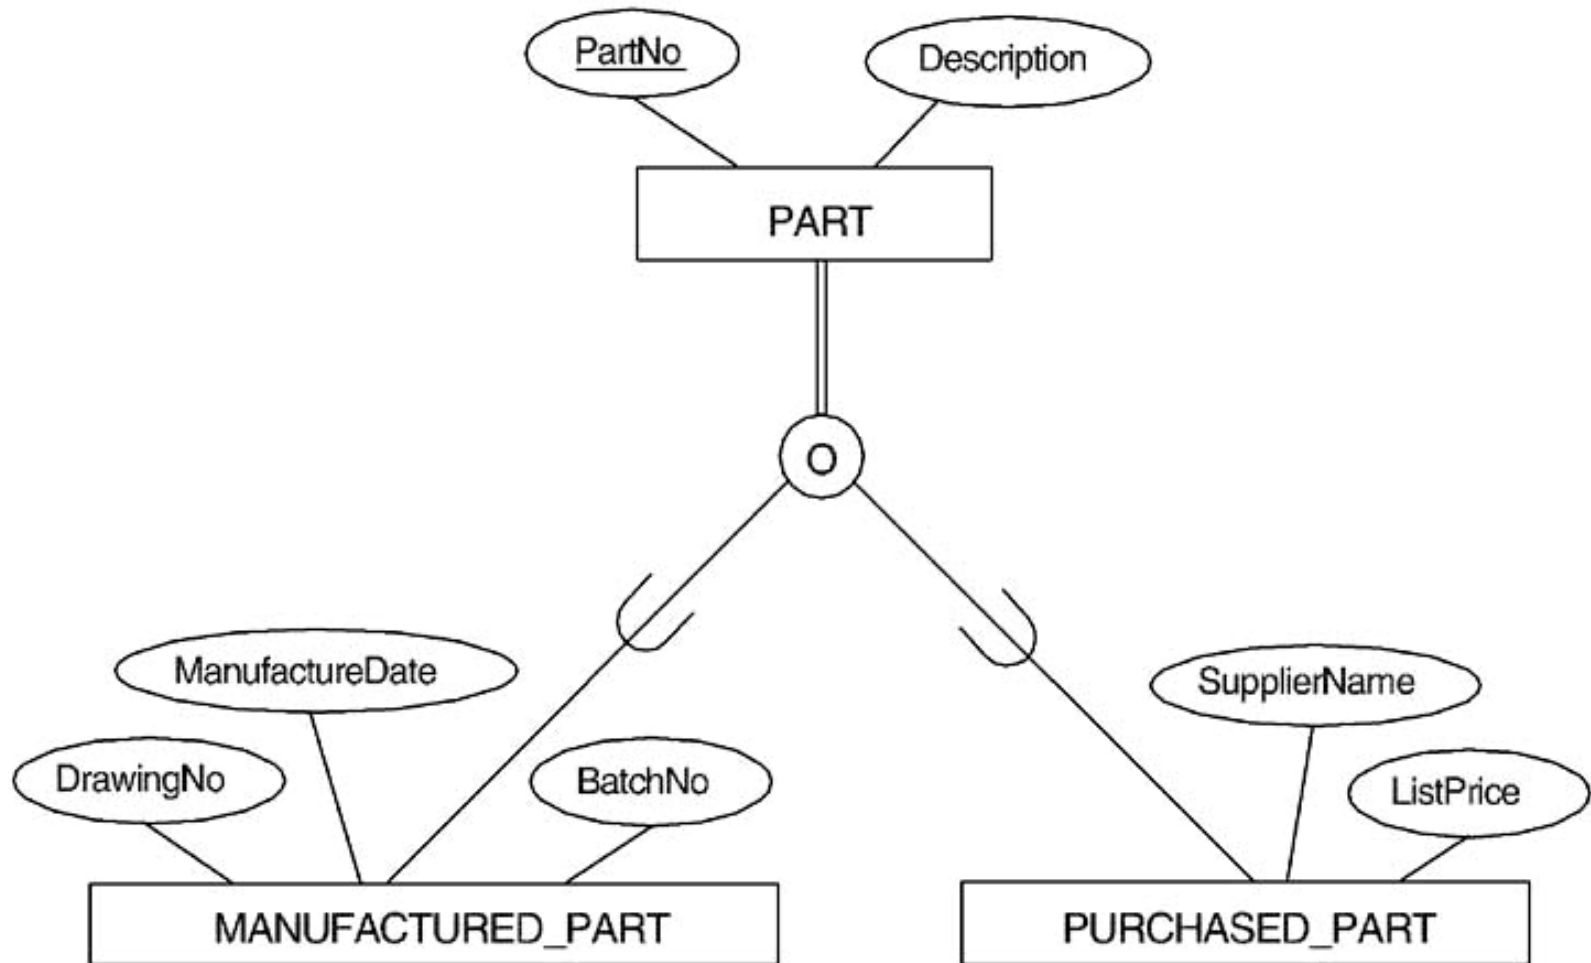 PartNo
Description
PART
O
ManufactureDate
SupplierName
DrawingNo
BatchNo
ListPrice
MANUFACTURED_PART
PURCHASED_PART